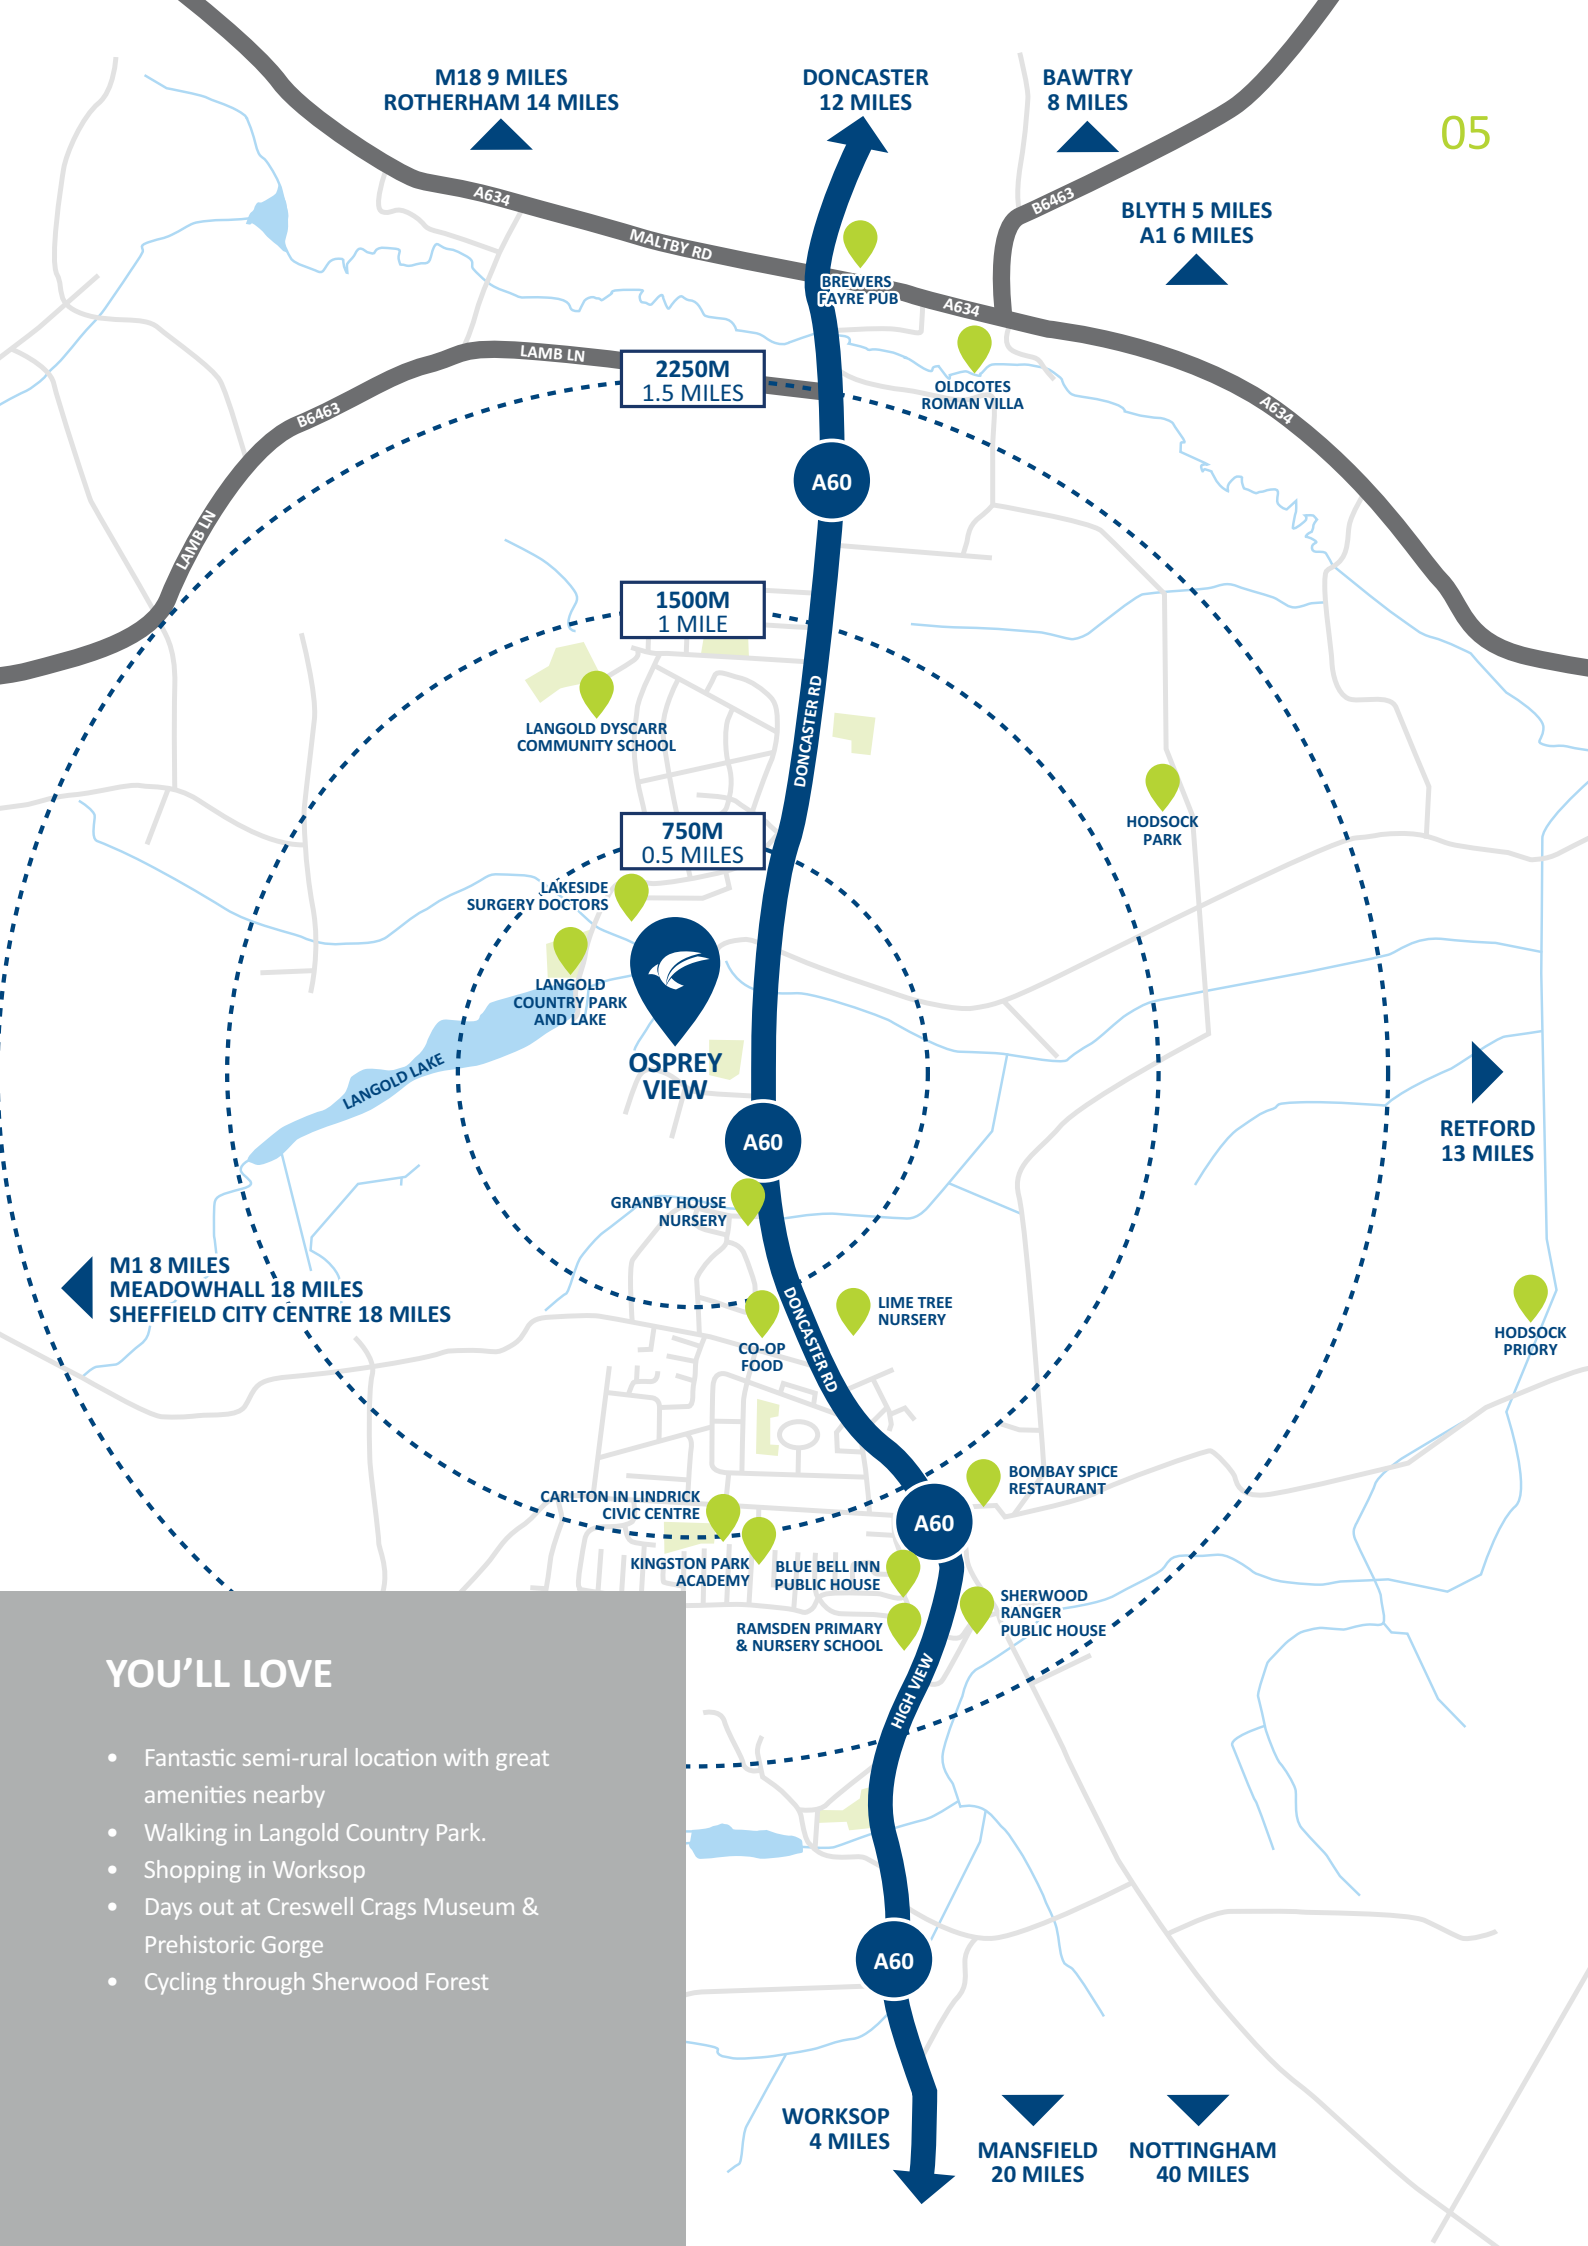 M18 9 MILES
ROTHERHAM 14 MILES
DONCASTER
12 MILES
BAWTRY
8 MILES
05
A634
B6463
BLYTH 5 MILES
A1 6 MILES
MALTBY RD
BREWERS
FAYRE PUB
A634
LAMB LN
2250M
1.5 MILES
OLDCOTES
ROMAN VILLA
B6463
A634
A60
LAMB LN
1500M
1 MILE
LANGOLD DYSCARR
COMMUNITY SCHOOL
DONCASTER RD
HODSOCK
PARK
750M
0.5 MILES
LAKESIDE
SURGERY DOCTORS
LANGOLD
COUNTRY PARK
AND LAKE
OSPREY
VIEW
LANGOLD LAKE
A60
RETFORD
13 MILES
GRANBY HOUSE
NURSERY
M1 8 MILES
MEADOWHALL 18 MILES
SHEFFIELD CITY CENTRE 18 MILES
DONCASTER RD
LIME TREE
NURSERY
CO-OP
FOOD
HODSOCK
PRIORY
BOMBAY SPICE
RESTAURANT
CARLTON IN LINDRICK
CIVIC CENTRE
A60
KINGSTON PARK
ACADEMY
BLUE BELL INN
PUBLIC HOUSE
SHERWOOD
RANGER
PUBLIC HOUSE
RAMSDEN PRIMARY
& NURSERY SCHOOL
HIGH VIEW
YOU'LL LOVE
• Fantastic semi-rural location with great
amenities nearby
• Walking in Langold Country Park.
• Shopping in Worksop
• Days out at Creswell Crags Museum &
Prehistoric Gorge
• Cycling through Sherwood Forest
A60
WORKSOP
4 MILES
MANSFIELD
20 MILES
NOTTINGHAM
40 MILES